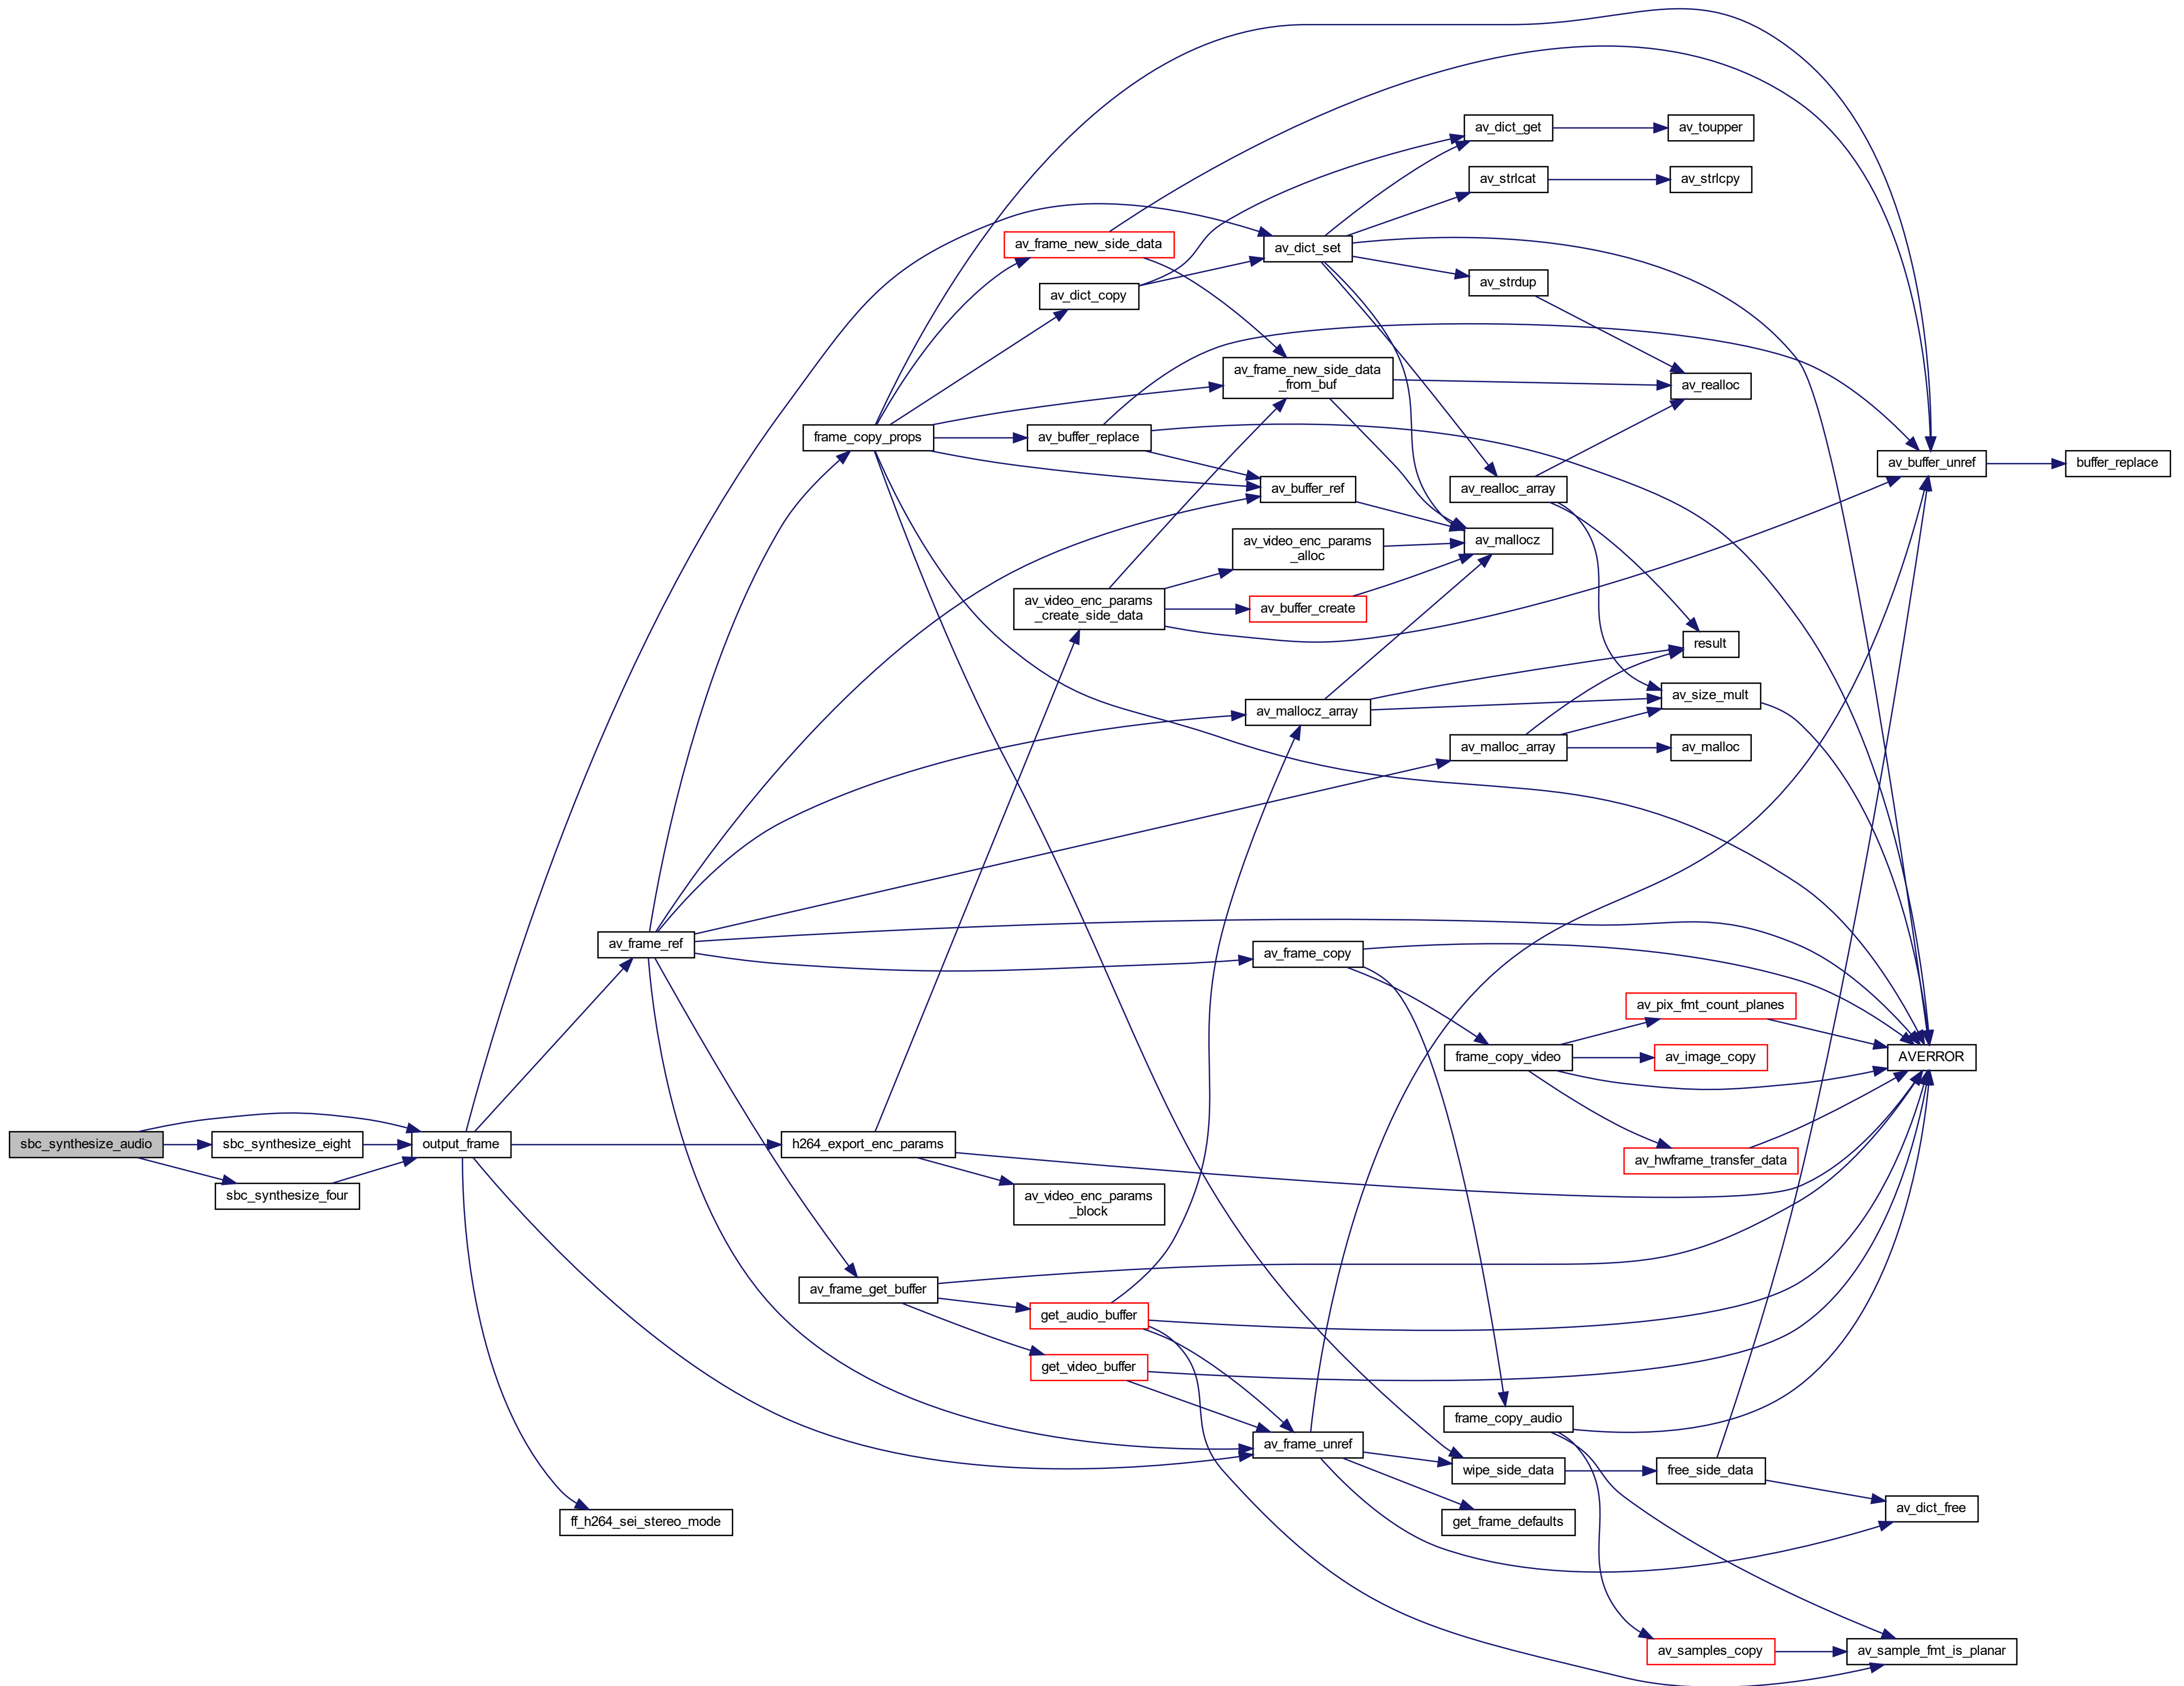 av_dict_get
av_toupper
av_strlcat
av_strlcpy
av_frame_new_side_data
av_dict_set
av_strdup
av_dict_copy
av_frame_new_side_data
_from_buf
av_realloc
frame_copy_props
av_buffer_replace
av_buffer_unref
buffer_replace
av_buffer_ref
av_realloc_array
av_video_enc_params
_alloc
av_mallocz
av_video_enc_params
_create_side_data
av_buffer_create
result
av_size_mult
av_mallocz_array
av_malloc_array
av_malloc
av_frame_ref
av_frame_copy
av_pix_fmt_count_planes
frame_copy_video
av_image_copy
AVERROR
sbc_synthesize_audio
sbc_synthesize_eight
output_frame
h264_export_enc_params
av_hwframe_transfer_data
sbc_synthesize_four
av_video_enc_params
_block
av_frame_get_buffer
get_audio_buffer
get_video_buffer
frame_copy_audio
av_frame_unref
wipe_side_data
free_side_data
av_dict_free
ff_h264_sei_stereo_mode
get_frame_defaults
av_samples_copy
av_sample_fmt_is_planar